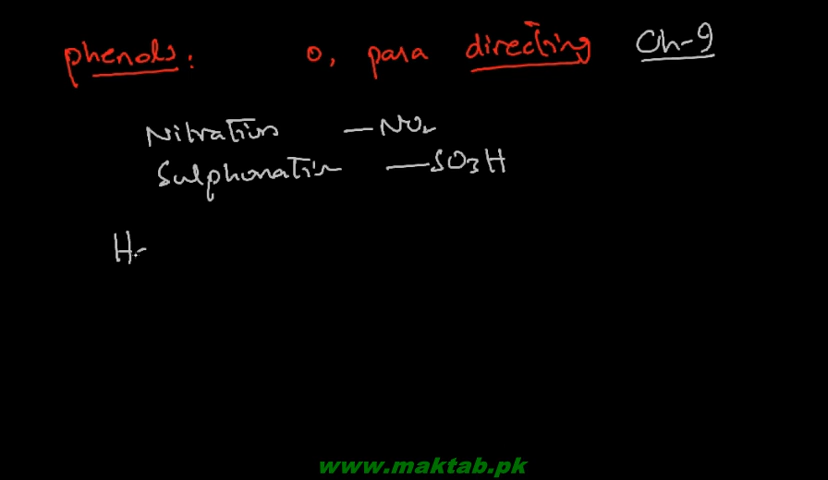 phenols: o, para directing Ch-9
Nitration —NO₂
Sulphonation —SO₃H
H-
www.maktab.pk